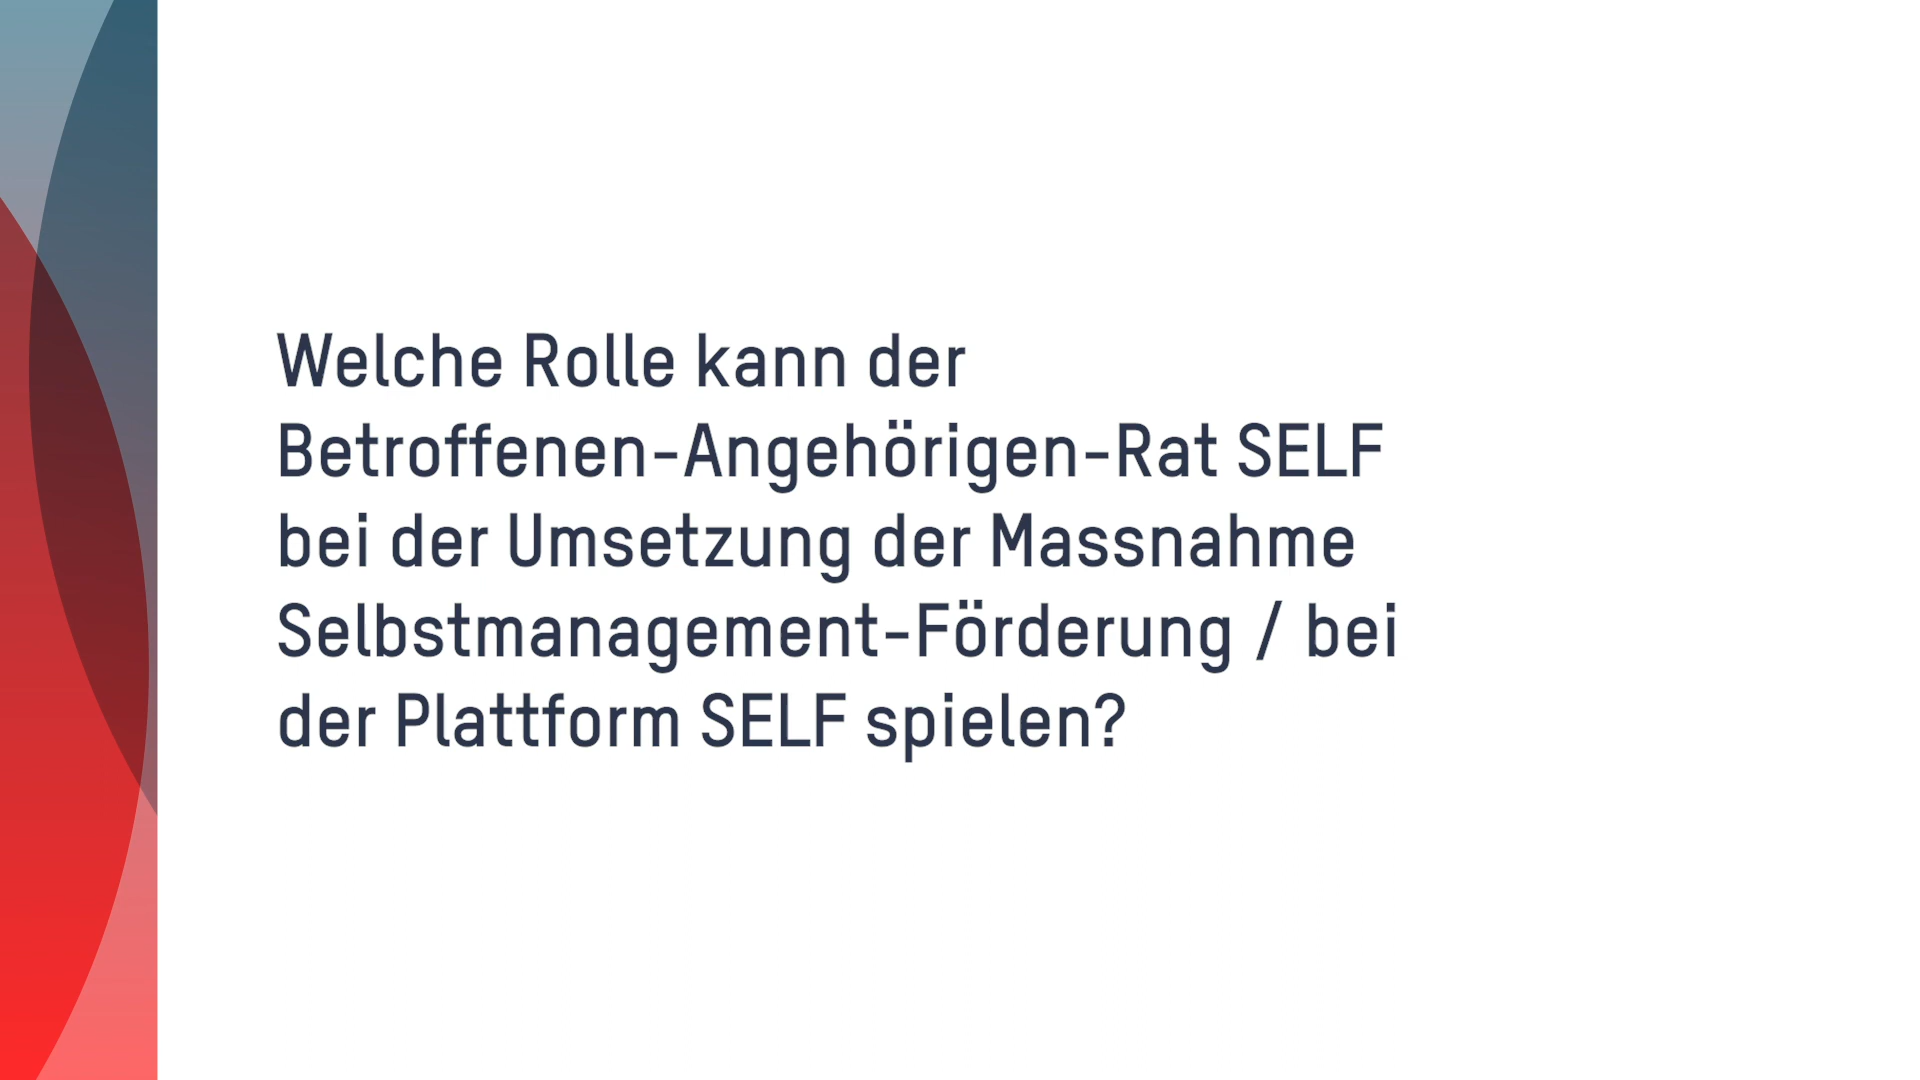 Welche Rolle kann der
Betroffenen-Angehörigen-Rat SELF
bei der Umsetzung der Massnahme
Selbstmanagement-Förderung / bei
der Plattform SELF spielen?